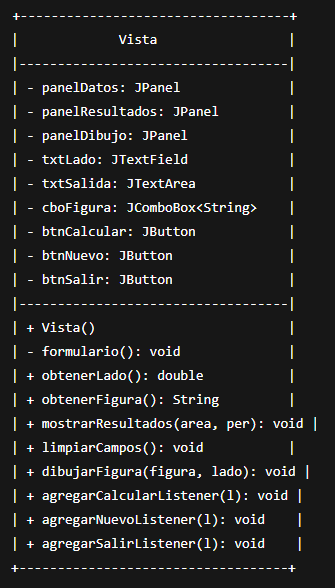 +-----------------------------------+
|             Vista                 |
|-----------------------------------|
| - panelDatos: JPanel              |
| - panelResultados: JPanel         |
| - panelDibujo: JPanel             |
| - txtLado: JTextField             |
| - txtSalida: JTextArea            |
| - cboFigura: JComboBox<String>    |
| - btnCalcular: JButton            |
| - btnNuevo: JButton               |
| - btnSalir: JButton               |
|-----------------------------------|
| + Vista()                         |
| - formulario(): void              |
| + obtenerLado(): double           |
| + obtenerFigura(): String         |
| + mostrarResultados(area, per): void |
| + limpiarCampos(): void           |
| + dibujarFigura(figura, lado): void |
| + agregarCalcularListener(l): void |
| + agregarNuevoListener(l): void    |
| + agregarSalirListener(l): void    |
+-----------------------------------+